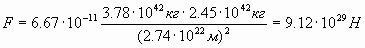 F = 6.67·10⁻¹¹ \frac{3.78·10⁴² кг · 2.45·10⁴² кг}{(2.74·10²² м)²} = 9.12·10²⁹ Н